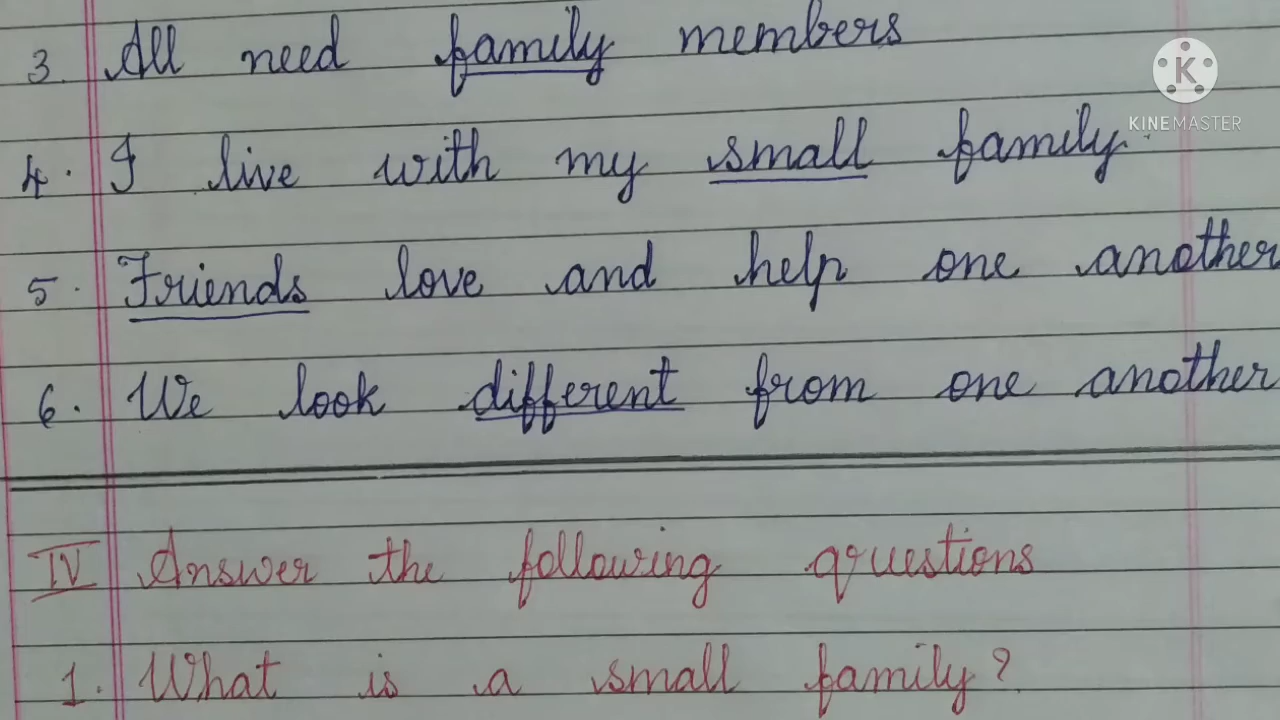 3. All need family members
4. I live with my small family.
5. Friends love and help one another
6. We look different from one another
IV Answer the following questions
1. What is a small family?
K
KINEMASTER